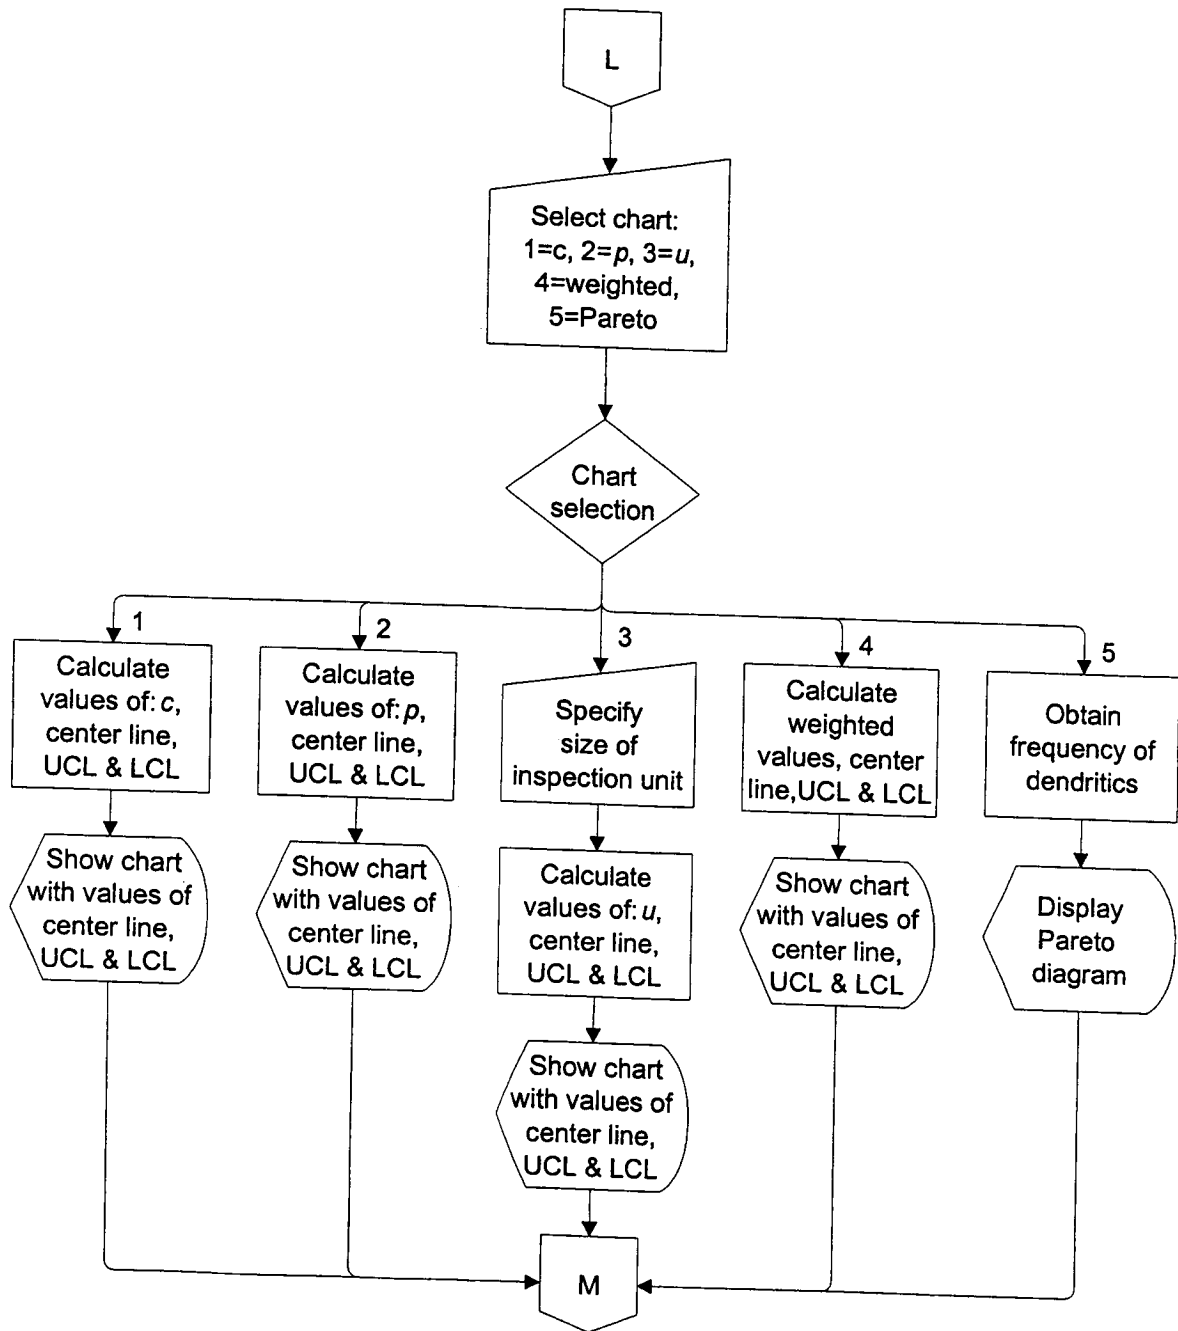 L
Select chart:
1=c, 2=p, 3=u,
4=weighted,
5=Pareto
Chart
selection
1
Calculate
values of: c,
center line,
UCL & LCL
Show chart
with values of
center line,
UCL & LCL
2
Calculate
values of: p,
center line,
UCL & LCL
Show chart
with values of
center line,
UCL & LCL
3
Specify
size of
inspection unit
Calculate
values of: u,
center line,
UCL & LCL
Show chart
with values of
center line,
UCL & LCL
4
Calculate
weighted
values, center
line,UCL & LCL
Show chart
with values of
center line,
UCL & LCL
5
Obtain
frequency of
dendritics
Display
Pareto
diagram
M